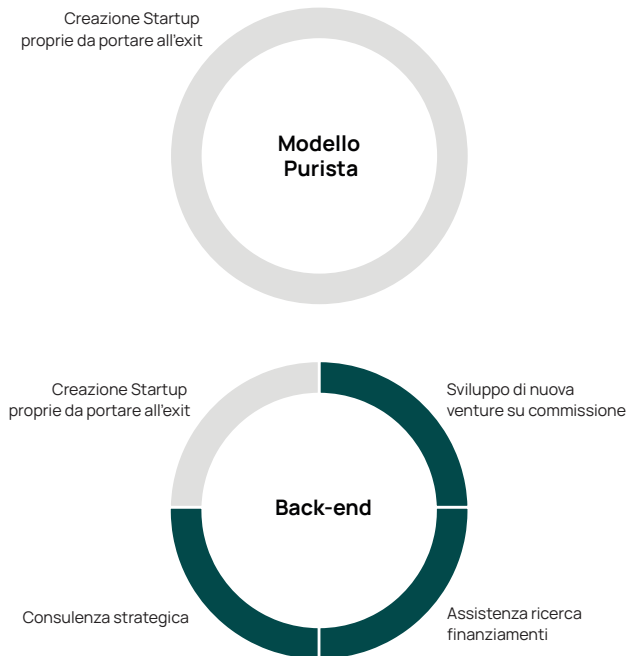 Creazione Startup
proprie da portare all'exit
Modello
Purista
Creazione Startup
proprie da portare all'exit
Sviluppo di nuova
venture su commissione
Back-end
Consulenza strategica
Assistenza ricerca
finanziamenti